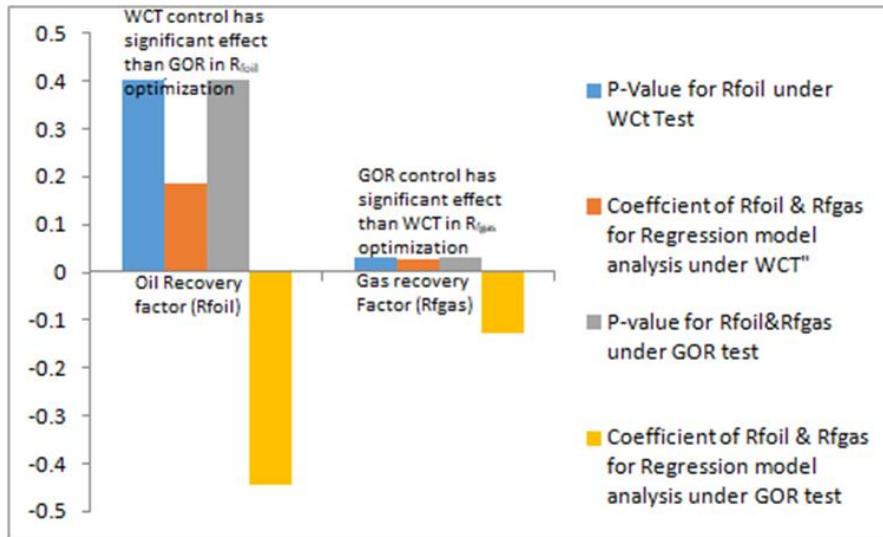 WCT control has
significant effect
than GOR in Rfoil
optimization
0.5
0.4
0.3
0.2
0.1
0
-0.1
-0.2
-0.3
-0.4
-0.5
GOR control has
significant effect
than WCT in Rfgas
optimization
Oil Recovery
factor (Rfoil)
Gas recovery
Factor (Rfgas)
P-Value for Rfoil under
WCt Test
Coeffcient of Rfoil & Rfgas
for Regression model
analysis under WCT"
P-value for Rfoil&Rfgas
under GOR test
Coefficient of Rfoil & Rfgas
for Regression model
analysis under GOR test